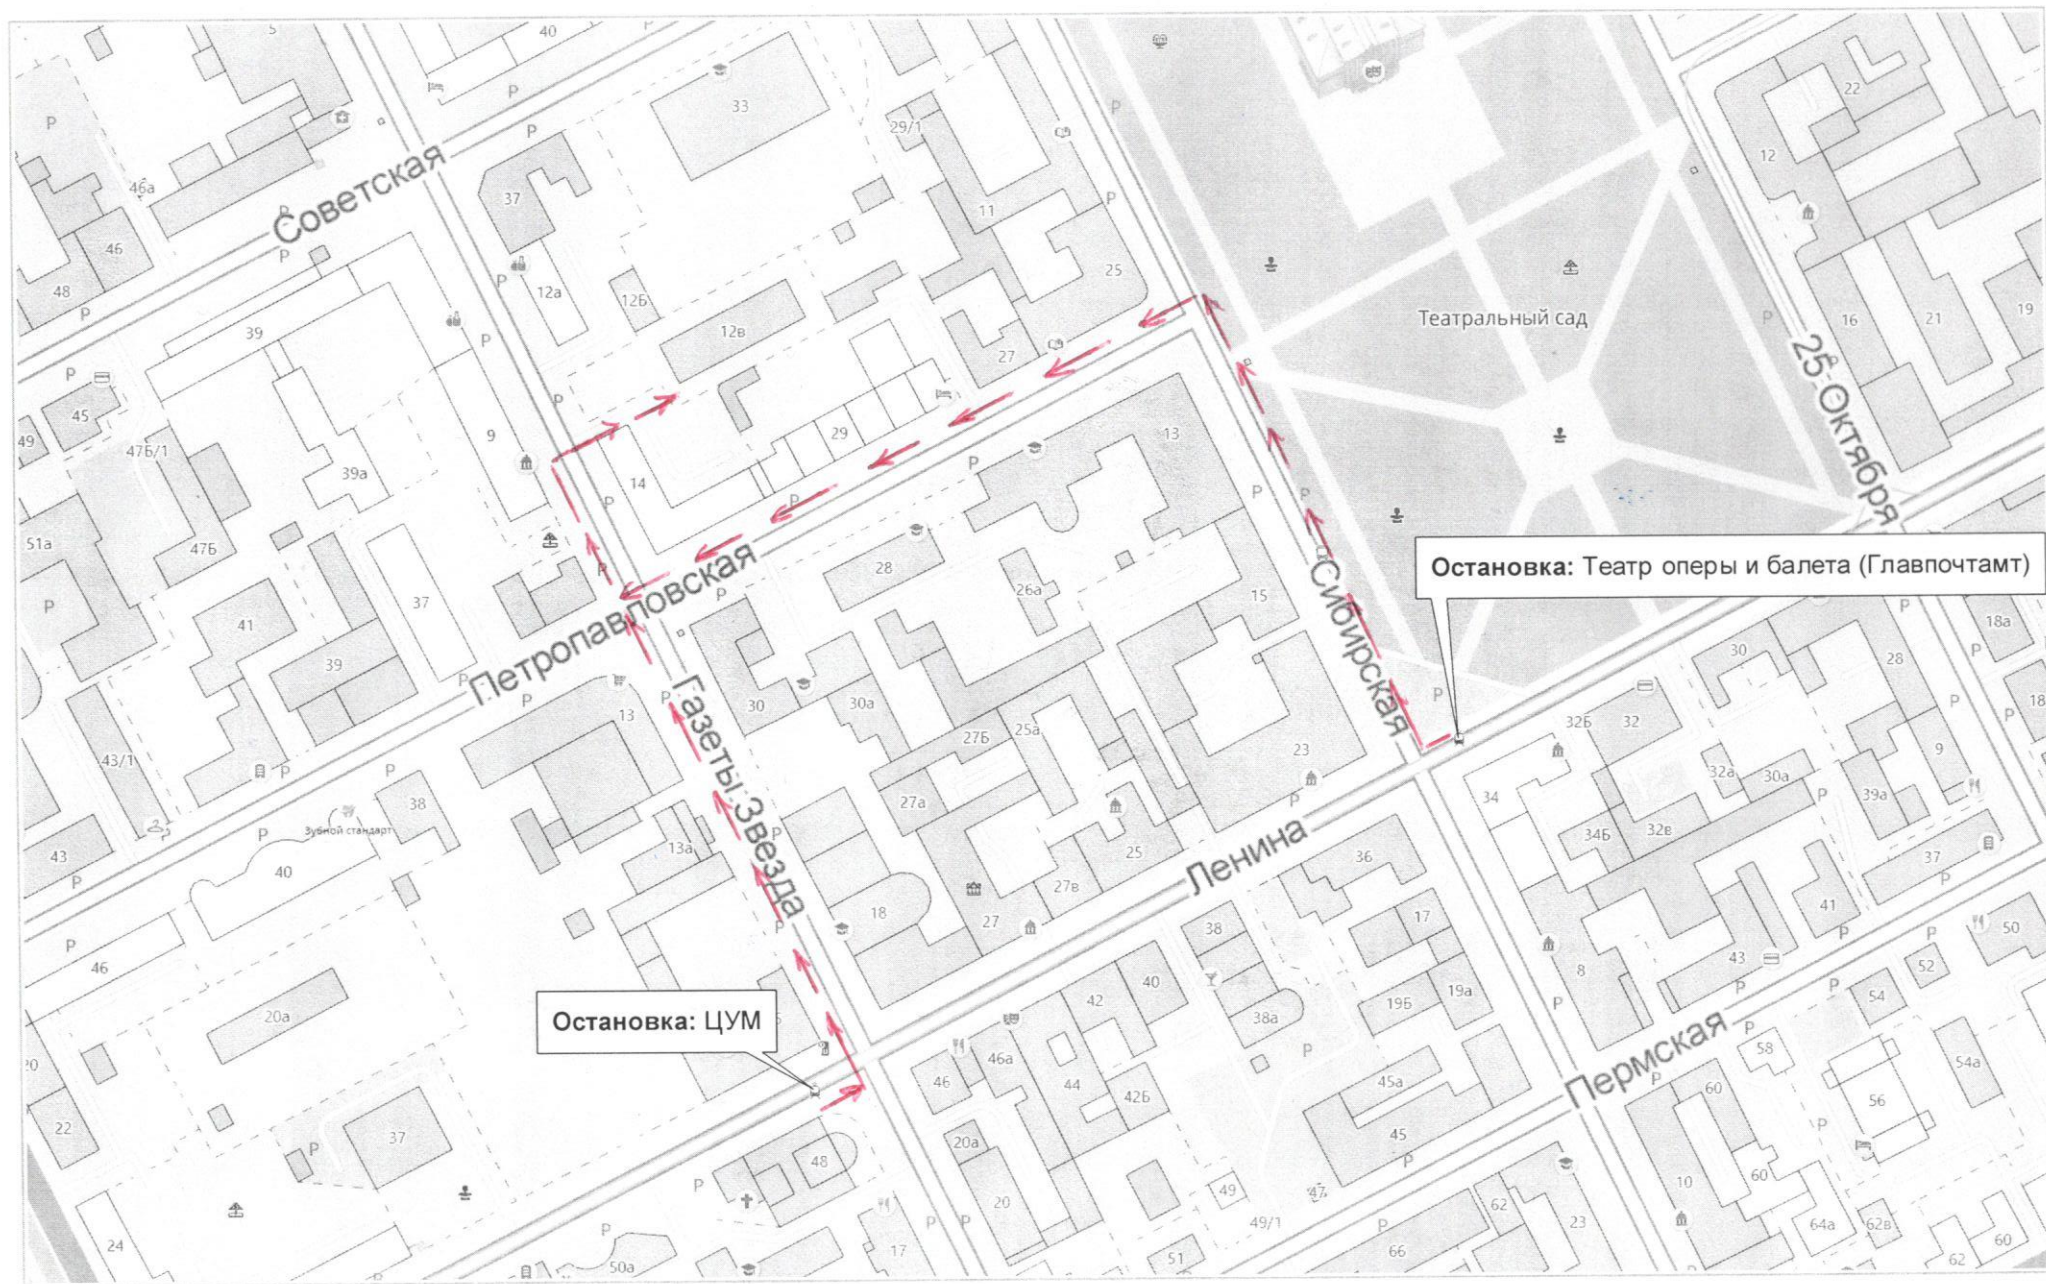 5
40
P
33
22
P
P
P
P
29/1
12
46а
Советская
37
11
P
P
46
P
25
12а
12Б
48
P
P
Театральный сад
16
21
19
39
12в
27
25 Октября
P
P
P
45
49
9
29
13
47Б/1
39а
14
P
P
P
P
P
51а
47Б
28
26а
Остановка: Театр оперы и балета (Главпочтамт)
37
P
P
P
P
15
Сибирская
41
Петропавловская
18а
39
30
28
P
P
P
Газеты Звезда
30
30а
P
P
13
25а
27Б
32Б
32
18
43/1
23
9
P
P
38
32а
30а
27а
P
34
39а
P
Зубной стандарт
P
34Б
32в
43
13а
25
Ленина
36
37
P
40
27в
P
18
41
P
27
38
17
P
50
46
P
8
43
P
52
40
P
54
42
19Б
19а
20а
38а
Остановка: ЦУМ
P
Пермская
P
46а
58
54а
46
44
45а
P
60
42Б
56
22
37
45
P
20а
P
P
48
P
10
60
49
47
20
P
P
62
24
49/1
P
64а
62в
23
P
17
51
66
62
60
50а
P